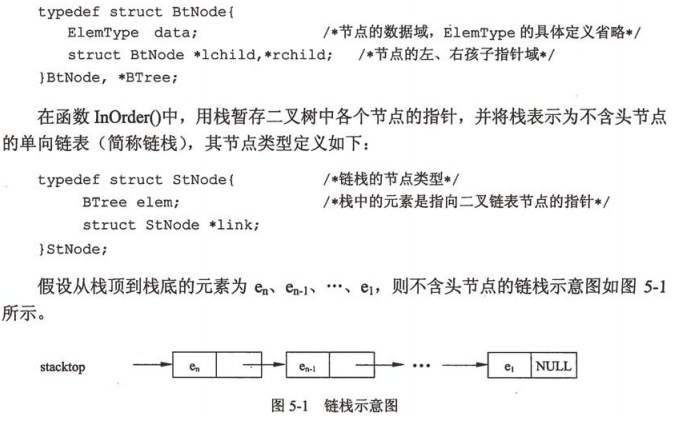 typedef struct BtNode{
ElemType data; /*节点的数据域、ElemType 的具体定义省略*/
struct BtNode *lchild,*rchild; /*节点的左、右孩子指针域*/
}BtNode, *BTree;
在函数 InOrder()中，用栈暂存二叉树中各个节点的指针，并将栈表示为不含头节点
的单向链表（简称链栈），其节点类型定义如下：
typedef struct StNode{ /*链栈的节点类型*/
BTree elem; /*栈中的元素是指向二叉链表节点的指针*/
struct StNode *link;
}StNode;
假设从栈顶到栈底的元素为 eₙ、eₙ₋₁、…、e₁，则不含头节点的链栈示意图如图 5-1
所示。
stacktop eₙ eₙ₋₁ … e₁ NULL
图 5-1 链栈示意图